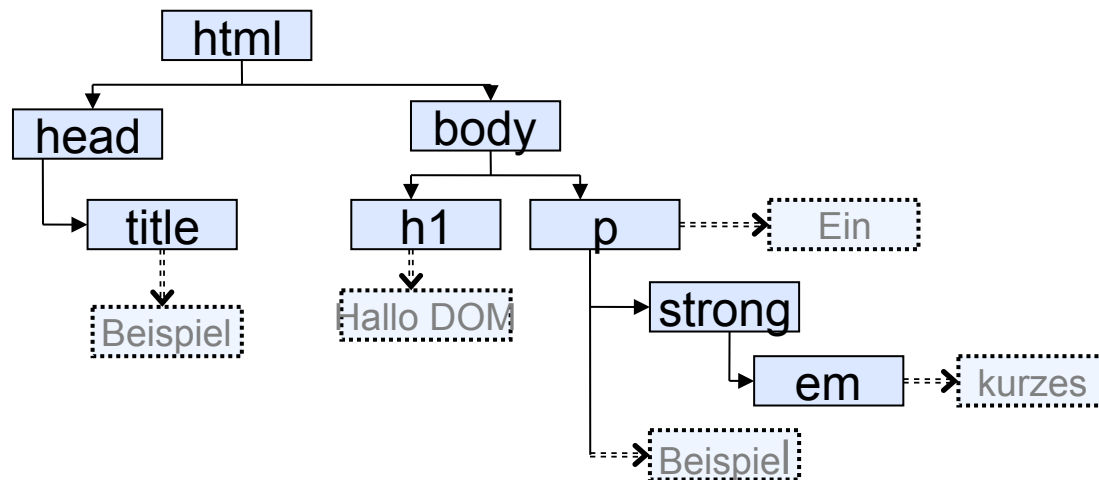 html
head
body
title
h1
p
Ein
Beispiel
Hallo DOM
strong
em
kurzes
Beispiel